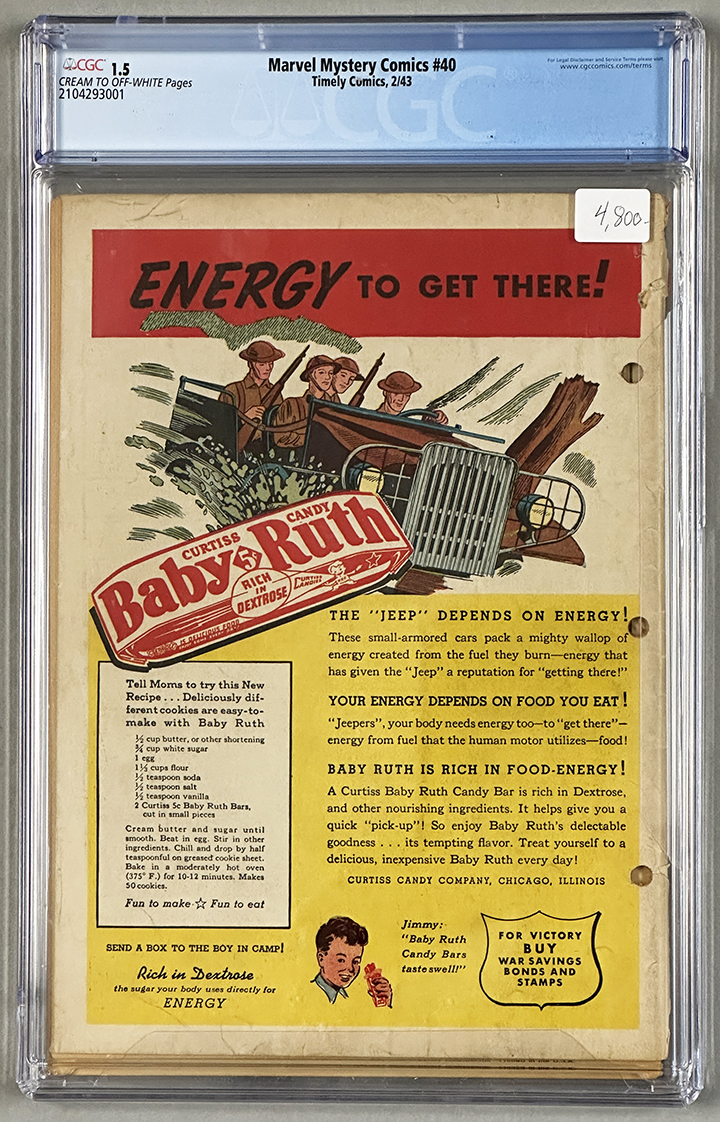 CGC 1.5
CREAM TO OFF-WHITE Pages
2104293001
Marvel Mystery Comics #40
Timely Comics, 2/43
For Legal Disclaimer and Service Terms please visit
www.cgccomics.com/terms
CGC
4,800-
ENERGY TO GET THERE!
CURTISS CANDY
Baby Ruth
5¢
RICH
IN
DEXTROSE
CURTISS
CANDIES
IS DELICIOUS FOOD
THE "JEEP" DEPENDS ON ENERGY!
These small-armored cars pack a mighty wallop of
energy created from the fuel they burn—energy that
has given the "Jeep" a reputation for "getting there!"
YOUR ENERGY DEPENDS ON FOOD YOU EAT!
"Jeepers", your body needs energy too—to "get there"—
energy from fuel that the human motor utilizes—food!
BABY RUTH IS RICH IN FOOD-ENERGY!
A Curtiss Baby Ruth Candy Bar is rich in Dextrose,
and other nourishing ingredients. It helps give you a
quick "pick-up"! So enjoy Baby Ruth's delectable
goodness . . . its tempting flavor. Treat yourself to a
delicious, inexpensive Baby Ruth every day!
CURTISS CANDY COMPANY, CHICAGO, ILLINOIS
Tell Moms to try this New
Recipe . . . Deliciously dif-
ferent cookies are easy-to-
make with Baby Ruth
½ cup butter, or other shortening
¾ cup white sugar
1 egg
1⅓ cups flour
½ teaspoon soda
½ teaspoon salt
½ teaspoon vanilla
2 Curtiss 5c Baby Ruth Bars,
cut in small pieces
Cream butter and sugar until
smooth. Beat in egg. Stir in other
ingredients. Chill and drop by half
teaspoonful on greased cookie sheet.
Bake in a moderately hot oven
(375° F.) for 10-12 minutes. Makes
50 cookies.
Fun to make ☆ Fun to eat
SEND A BOX TO THE BOY IN CAMP!
Rich in Dextrose
the sugar your body uses directly for
ENERGY
Jimmy:
"Baby Ruth
Candy Bars
taste swell!"
FOR VICTORY
BUY
WAR SAVINGS
BONDS AND
STAMPS